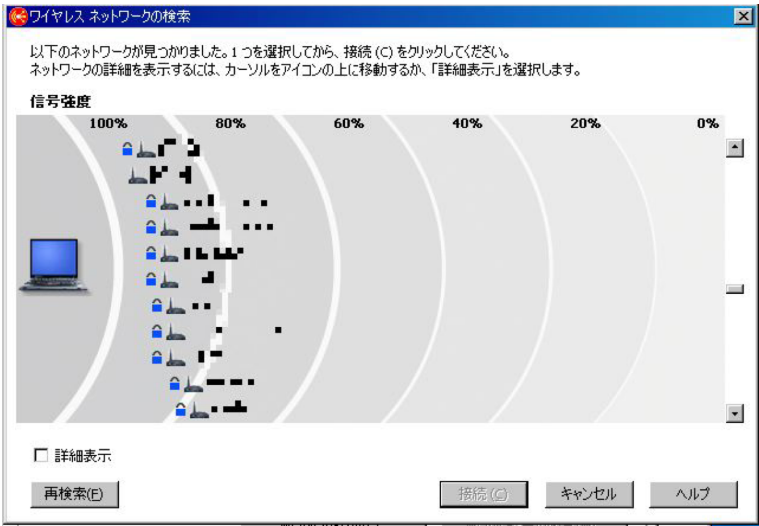 ワイヤレス ネットワークの検索
以下のネットワークが見つかりました。1 つを選択してから、接続 (C) をクリックしてください。
ネットワークの詳細を表示するには、カーソルをアイコンの上に移動するか、「詳細表示」を選択します。
信号強度
100% 80% 60% 40% 20% 0%
詳細表示
再検索(F) 接続(C) キャンセル ヘルプ